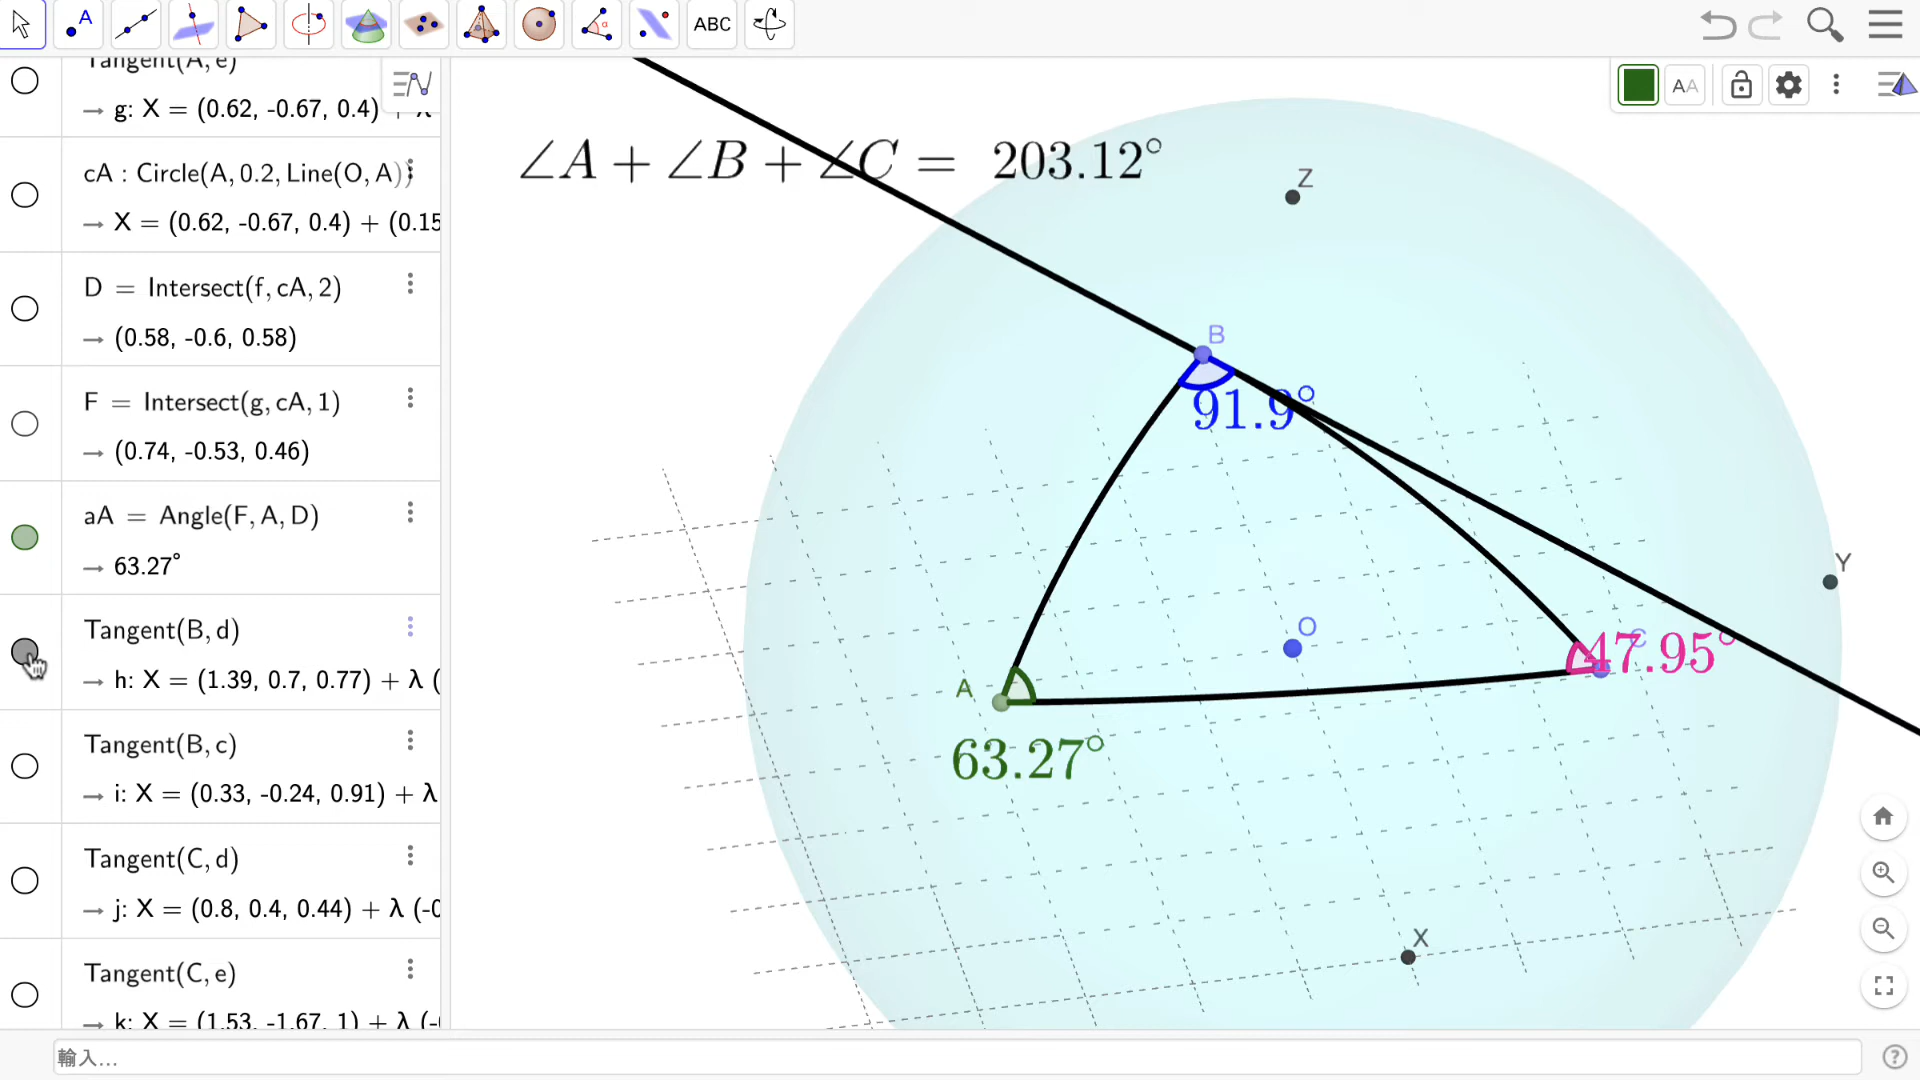 A
ABC
Tangent(A, e)
→ g: X = (0.62, -0.67, 0.4) + λ
cA : Circle(A, 0.2, Line(O, A))
→ X = (0.62, -0.67, 0.4) + (0.15
D = Intersect(f, cA, 2)
→ (0.58, -0.6, 0.58)
F = Intersect(g, cA, 1)
→ (0.74, -0.53, 0.46)
aA = Angle(F, A, D)
→ 63.27°
Tangent(B, d)
→ h: X = (1.39, 0.7, 0.77) + λ (
Tangent(B, c)
→ i: X = (0.33, -0.24, 0.91) + λ
Tangent(C, d)
→ j: X = (0.8, 0.4, 0.44) + λ (-0
Tangent(C, e)
→ k: X = (1.53, -1.67, 1) + λ (-
輸入…
AA
∠A + ∠B + ∠C = 203.12°
Z
B
91.9°
Y
O
C
47.95°
A
63.27°
X